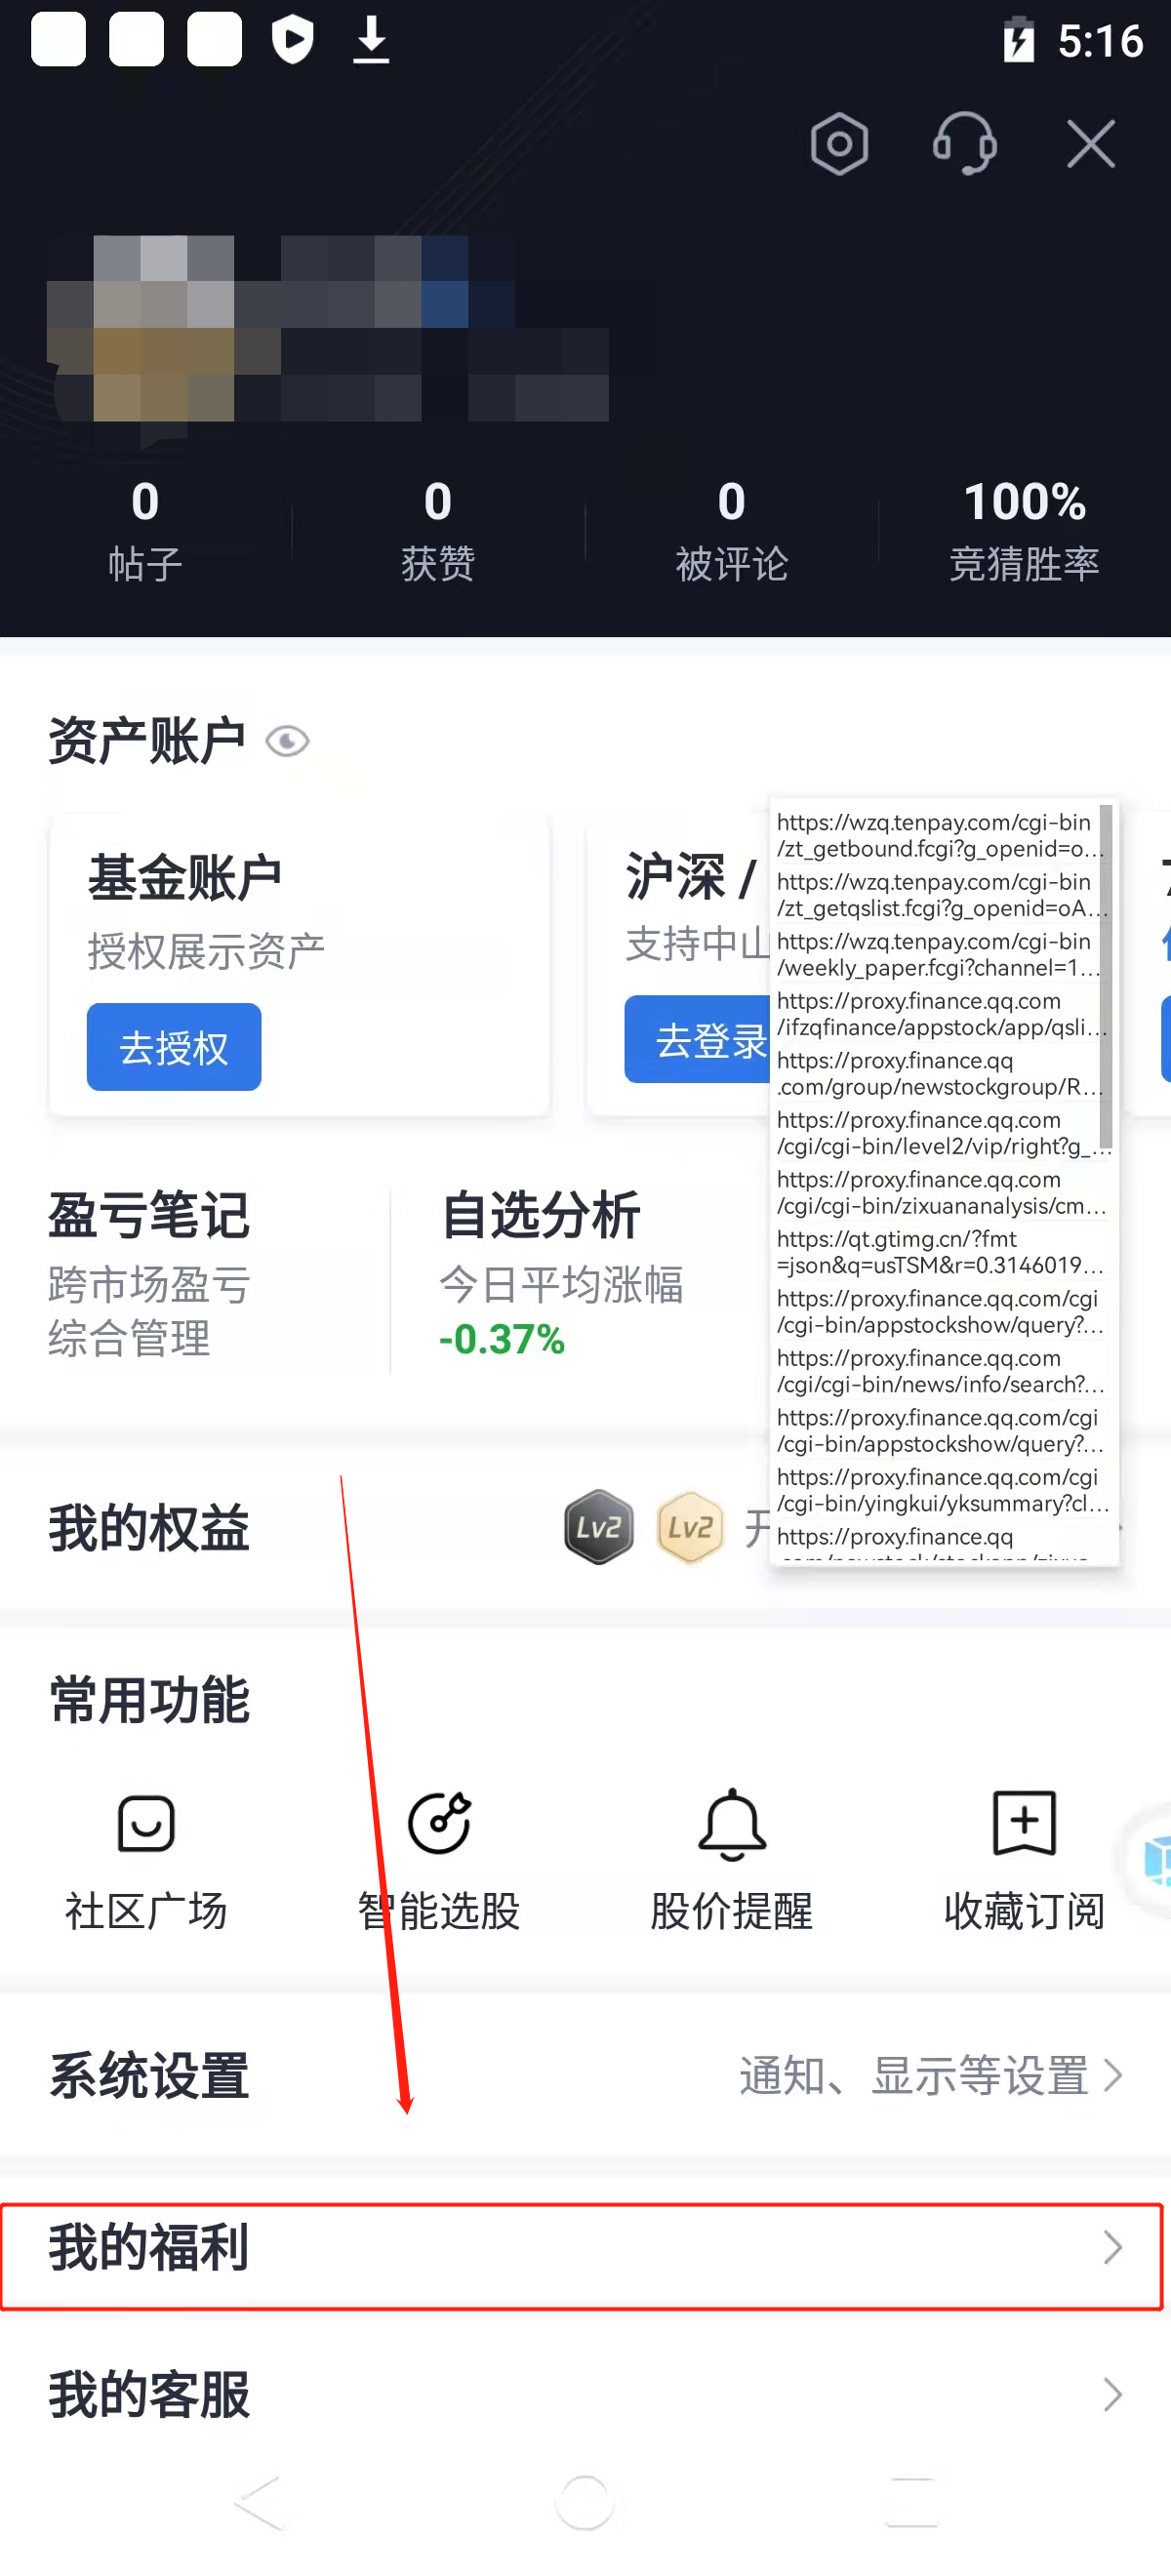 5:16
0
0
0
100%
帖子
获赞
被评论
竞猜胜率
资产账户
基金账户
授权展示资产
去授权
沪深 /
支持中山
去登录
https://wzq.tenpay.com/cgi-bin
/zt_getbound.fcgi?g_openid=o...
https://wzq.tenpay.com/cgi-bin
/zt_getqslist.fcgi?g_openid=oA...
https://wzq.tenpay.com/cgi-bin
/weekly_paper.fcgi?channel=1...
https://proxy.finance.qq.com
/ifzqfinance/appstock/app/qsli...
https://proxy.finance.qq
.com/group/newstockgroup/R...
https://proxy.finance.qq.com
/cgi/cgi-bin/level2/vip/right?g_...
https://proxy.finance.qq.com
/cgi/cgi-bin/zixuananalysis/cm...
https://qt.gtimg.cn/?fmt
=json&q=usTSM&r=0.3146019...
https://proxy.finance.qq.com/cgi
/cgi-bin/appstockshow/query?...
https://proxy.finance.qq.com
/cgi/cgi-bin/news/info/search?...
https://proxy.finance.qq.com/cgi
/cgi-bin/appstockshow/query?...
https://proxy.finance.qq.com/cgi
/cgi-bin/yingkui/yksummary?cl...
https://proxy.finance.qq
盈亏笔记
跨市场盈亏
综合管理
自选分析
今日平均涨幅
-0.37%
我的权益
Lv2
Lv2
开
常用功能
社区广场
智能选股
股价提醒
收藏订阅
系统设置
通知、显示等设置
我的福利
我的客服